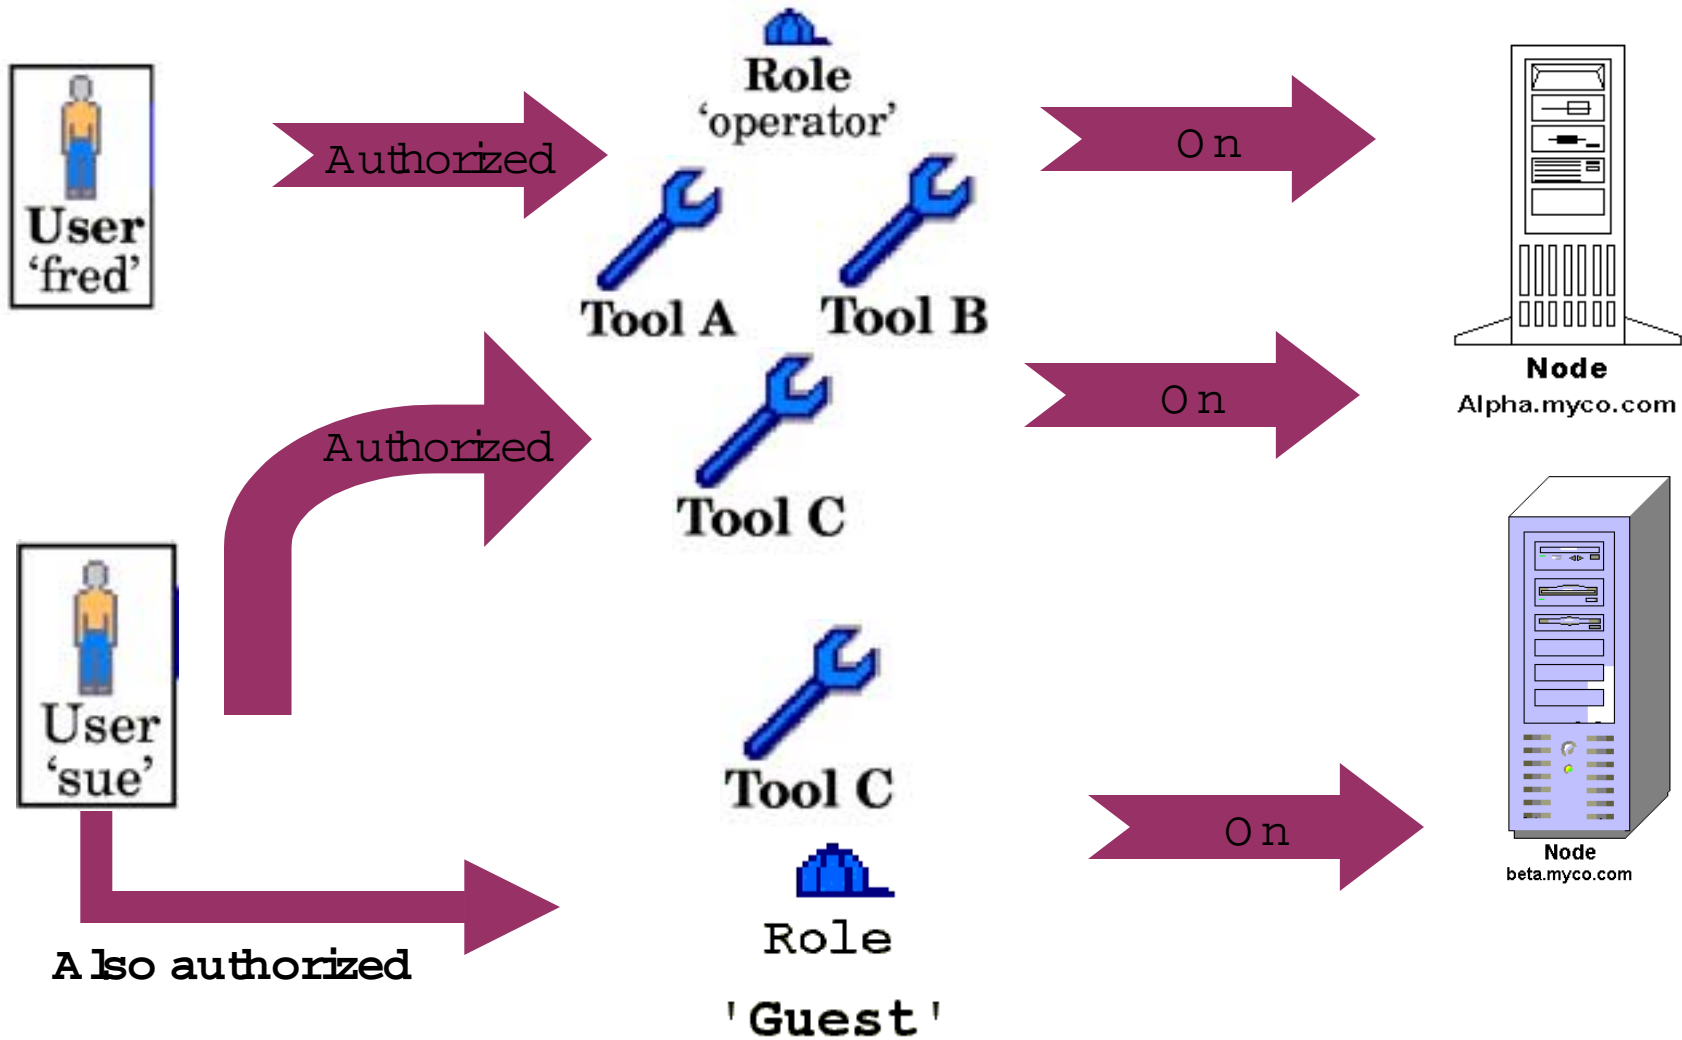 Role
'operator'
User
'fred'
Authorized
On
Tool A
Tool B
Node
Alpha.myco.com
Authorized
On
Tool C
User
'sue'
Tool C
On
Node
beta.myco.com
Also authorized
Role
'Guest'